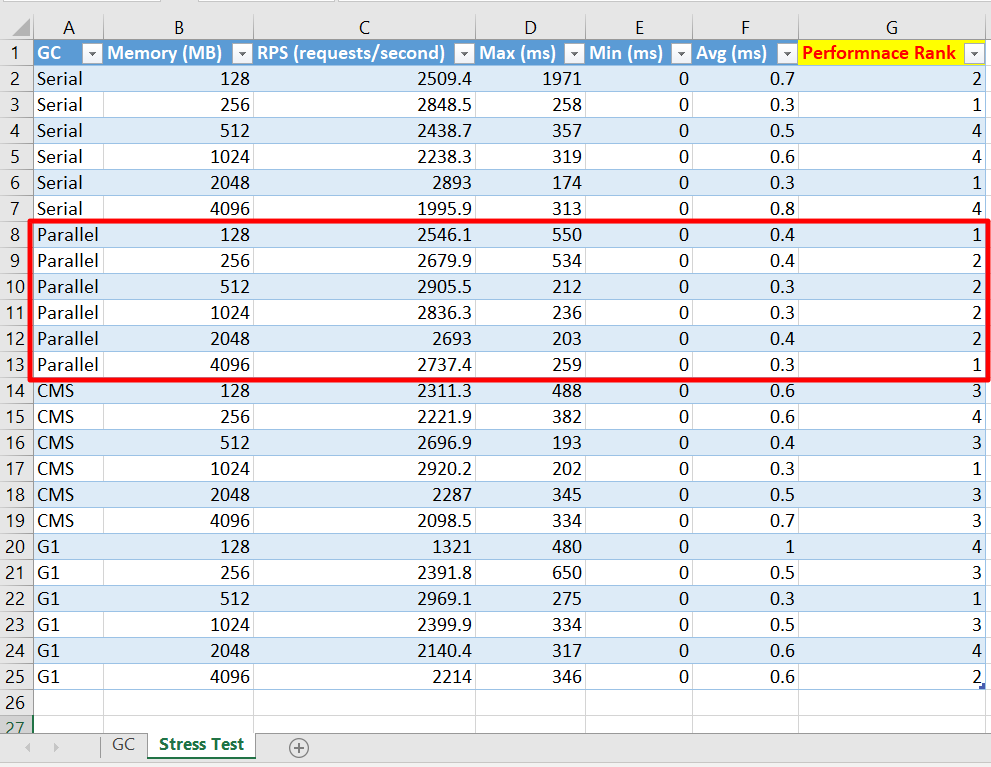 A B C D E F G
1 GC Memory (MB) RPS (requests/second) Max (ms) Min (ms) Avg (ms) Performnace Rank
2 Serial 128 2509.4 1971 0 0.7 2
3 Serial 256 2848.5 258 0 0.3 1
4 Serial 512 2438.7 357 0 0.5 4
5 Serial 1024 2238.3 319 0 0.6 4
6 Serial 2048 2893 174 0 0.3 1
7 Serial 4096 1995.9 313 0 0.8 4
8 Parallel 128 2546.1 550 0 0.4 1
9 Parallel 256 2679.9 534 0 0.4 2
10 Parallel 512 2905.5 212 0 0.3 2
11 Parallel 1024 2836.3 236 0 0.3 2
12 Parallel 2048 2693 203 0 0.4 2
13 Parallel 4096 2737.4 259 0 0.3 1
14 CMS 128 2311.3 488 0 0.6 3
15 CMS 256 2221.9 382 0 0.6 4
16 CMS 512 2696.9 193 0 0.4 3
17 CMS 1024 2920.2 202 0 0.3 1
18 CMS 2048 2287 345 0 0.5 3
19 CMS 4096 2098.5 334 0 0.7 3
20 G1 128 1321 480 0 1 4
21 G1 256 2391.8 650 0 0.5 3
22 G1 512 2969.1 275 0 0.3 1
23 G1 1024 2399.9 334 0 0.5 3
24 G1 2048 2140.4 317 0 0.6 4
25 G1 4096 2214 346 0 0.6 2
26
27
GC Stress Test